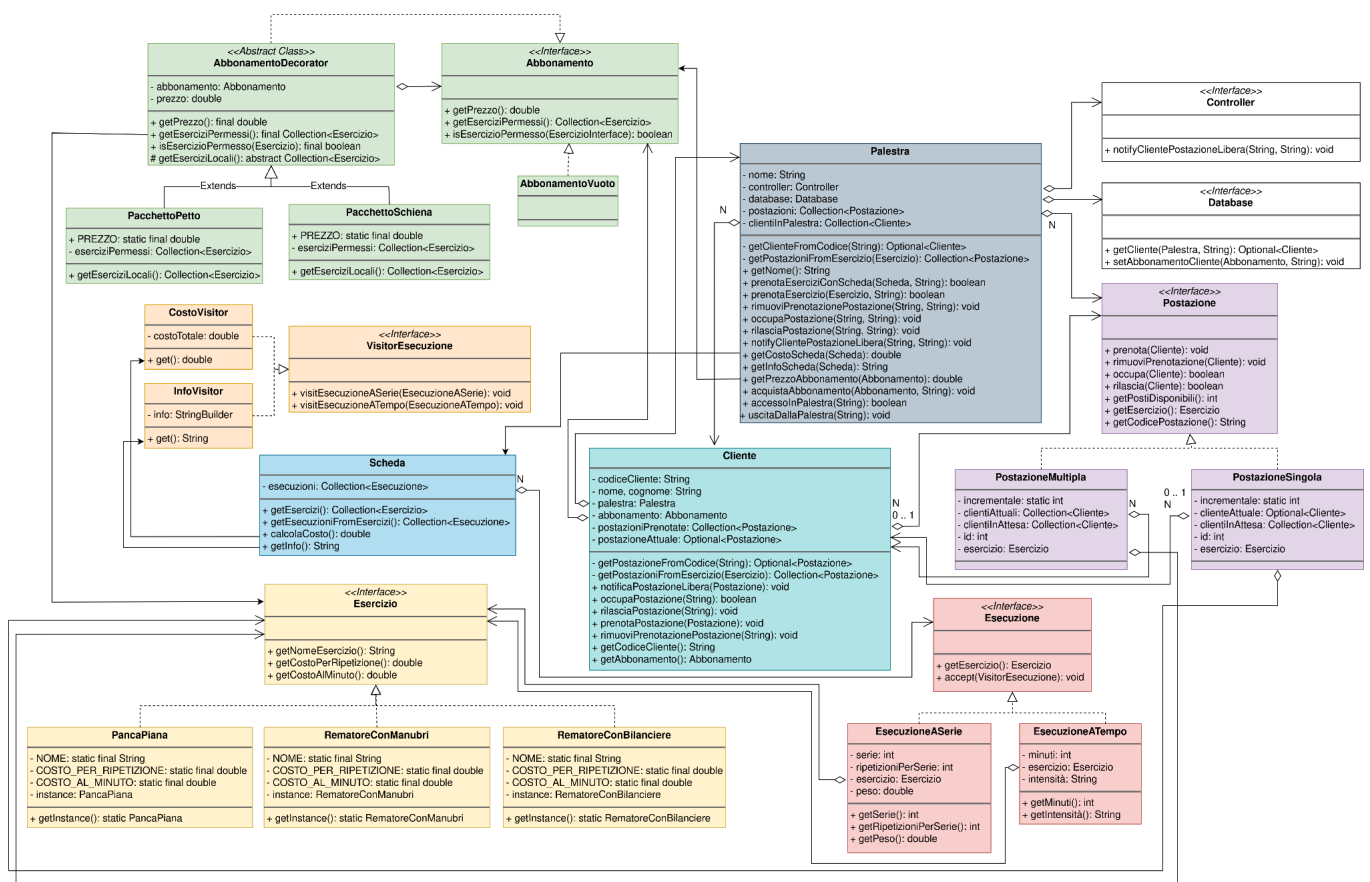 <<Abstract Class>>
AbbonamentoDecorator
- abbonamento: Abbonamento
- prezzo: double
+ getPrezzo(): final double
+ getEserciziPermessi(): final Collection<Esercizio>
+ isEsercizioPermesso(Esercizio): final boolean
# getEserciziLocali(): abstract Collection<Esercizio>
<<Interface>>
Abbonamento
+ getPrezzo(): double
+ getEserciziPermessi(): Collection<Esercizio>
+ isEsercizioPermesso(EsercizioInterface): boolean
Extends
Extends
AbbonamentoVuoto
PacchettoPetto
+ PREZZO: static final double
- eserciziPermessi: Collection<Esercizio>
+ getEserciziLocali(): Collection<Esercizio>
PacchettoSchiena
+ PREZZO: static final double
- eserciziPermessi: Collection<Esercizio>
+ getEserciziLocali(): Collection<Esercizio>
Palestra
- nome: String
- controller: Controller
- database: Database
- postazioni: Collection<Postazione>
- clientiInPalestra: Collection<Cliente>
- getClienteFromCodice(String): Optional<Cliente>
- getPostazioniFromEsercizio(Esercizio): Collection<Postazione>
+ getNome(): String
+ prenotaEserciziConScheda(Scheda, String): boolean
+ prenotaEsercizio(Esercizio, String): boolean
+ rimuoviPrenotazionePostazione(String, String): void
+ occupaPostazione(String, String): void
+ rilasciaPostazione(String, String): void
+ notifyClientePostazioneLibera(String, String): void
+ getCostoScheda(Scheda): double
+ getInfoScheda(Scheda): String
+ getPrezzoAbbonamento(Abbonamento): double
+ acquistaAbbonamento(Abbonamento, String): void
+ accessoInPalestra(String): boolean
+ uscitaDallaPalestra(String): void
N
N
<<Interface>>
Controller
+ notifyClientePostazioneLibera(String, String): void
<<Interface>>
Database
+ getCliente(Palestra, String): Optional<Cliente>
+ setAbbonamentoCliente(Abbonamento, String): void
<<Interface>>
Postazione
+ prenota(Cliente): void
+ rimuoviPrenotazione(Cliente): void
+ occupa(Cliente): boolean
+ rilascia(Cliente): boolean
+ getPostiDisponibili(): int
+ getEsercizio(): Esercizio
+ getCodicePostazione(): String
CostoVisitor
- costoTotale: double
+ get(): double
InfoVisitor
- info: StringBuilder
+ get(): String
<<Interface>>
VisitorEsecuzione
+ visitEsecuzioneASerie(EsecuzioneASerie): void
+ visitEsecuzioneATempo(EsecuzioneATempo): void
Scheda
- esecuzioni: Collection<Esecuzione>
+ getEsercizi(): Collection<Esercizio>
+ getEsecuzioniFromEsercizi(): Collection<Esecuzione>
+ calcolaCosto(): double
+ getInfo(): String
N
Cliente
- codiceCliente: String
- nome, cognome: String
- palestra: Palestra
- abbonamento: Abbonamento
- postazioniPrenotate: Collection<Postazione>
- postazioneAttuale: Optional<Postazione>
- getPostazioneFromCodice(String): Optional<Postazione>
- getPostazioniFromEsercizio(Esercizio): Collection<Postazione>
+ notificaPostazioneLibera(Postazione): void
+ occupaPostazione(String): boolean
+ rilasciaPostazione(String): void
+ prenotaPostazione(Postazione): void
+ rimuoviPrenotazionePostazione(String): void
+ getCodiceCliente(): String
+ getAbbonamento(): Abbonamento
N
0 .. 1
PostazioneMultipla
- incrementale: static int
- clientiAttuali: Collection<Cliente>
- clientiInAttesa: Collection<Cliente>
- id: int
- esercizio: Esercizio
N
0 .. 1
N
PostazioneSingola
- incrementale: static int
- clienteAttuale: Optional<Cliente>
- clientiInAttesa: Collection<Cliente>
- id: int
- esercizio: Esercizio
<<Interface>>
Esercizio
+ getNomeEsercizio(): String
+ getCostoPerRipetizione(): double
+ getCostoAlMinuto(): double
<<Interface>>
Esecuzione
+ getEsercizio(): Esercizio
+ accept(VisitorEsecuzione): void
PancaPiana
- NOME: static final String
- COSTO_PER_RIPETIZIONE: static final double
- COSTO_AL_MINUTO: static final double
- instance: PancaPiana
+ getInstance(): static PancaPiana
RematoreConManubri
- NOME: static final String
- COSTO_PER_RIPETIZIONE: static final double
- COSTO_AL_MINUTO: static final double
- instance: RematoreConManubri
+ getInstance(): static RematoreConManubri
RematoreConBilanciere
- NOME: static final String
- COSTO_PER_RIPETIZIONE: static final double
- COSTO_AL_MINUTO: static final double
- instance: RematoreConBilanciere
+ getInstance(): static RematoreConBilanciere
EsecuzioneASerie
- serie: int
- ripetizioniPerSerie: int
- esercizio: Esercizio
- peso: double
+ getSerie(): int
+ getRipetizioniPerSerie(): int
+ getPeso(): double
EsecuzioneATempo
- minuti: int
- esercizio: Esercizio
- intensità: String
+ getMinuti(): int
+ getIntensità(): String